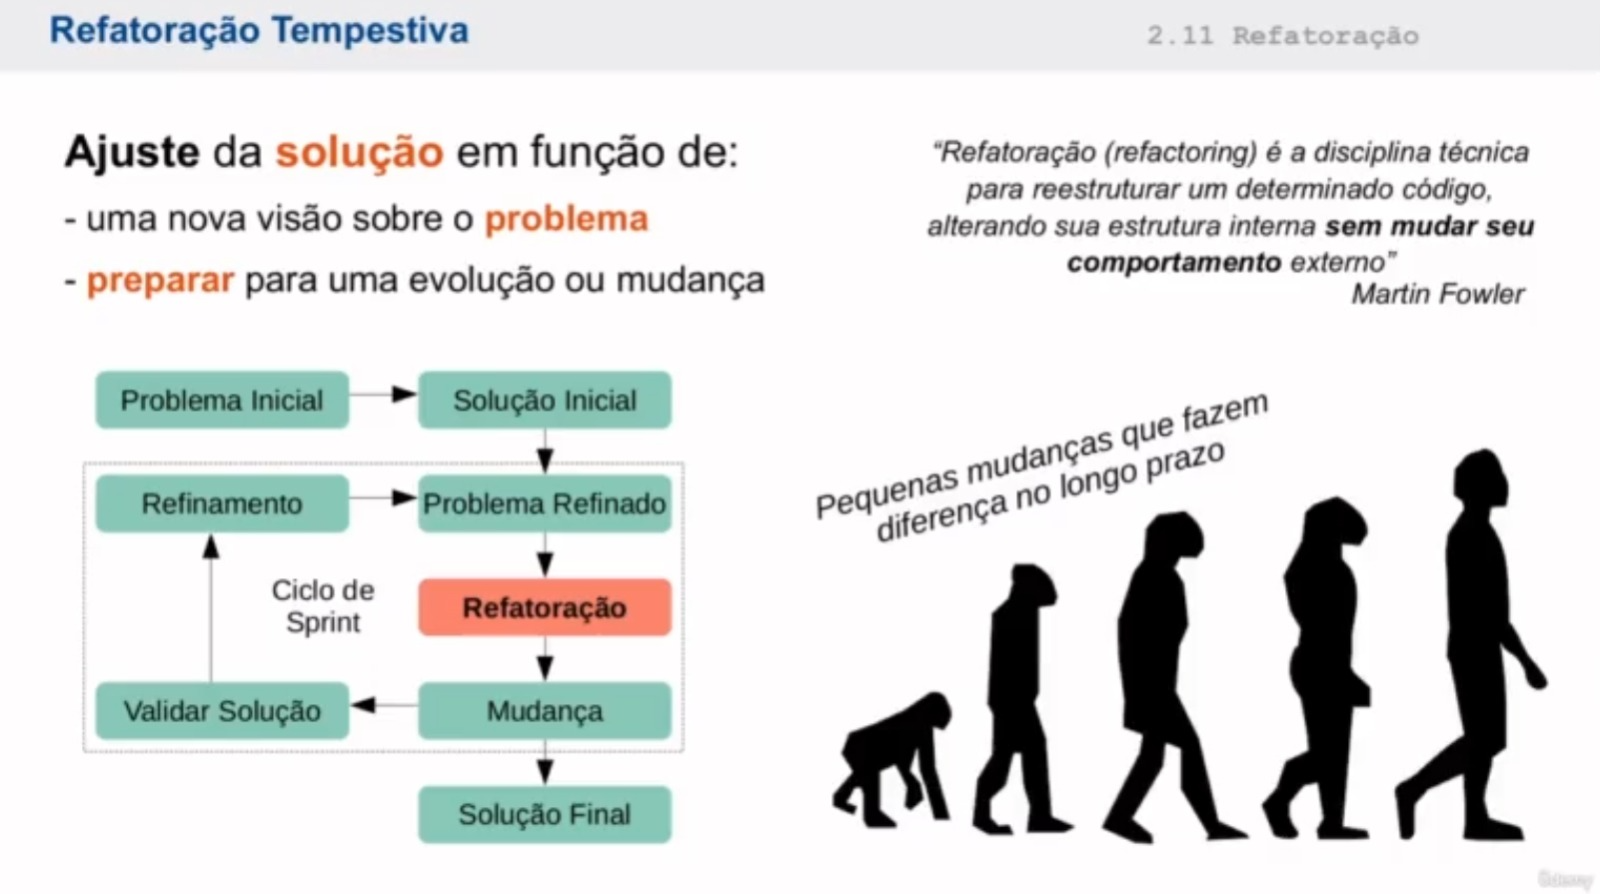 Refatoração Tempestiva
2.11 Refatoração
Ajuste da solução em função de:
- uma nova visão sobre o problema
- preparar para uma evolução ou mudança
“Refatoração (refactoring) é a disciplina técnica
para reestruturar um determinado código,
alterando sua estrutura interna sem mudar seu
comportamento externo”
Martin Fowler
Problema Inicial
Solução Inicial
Refinamento
Problema Refinado
Ciclo de
Sprint
Refatoração
Validar Solução
Mudança
Solução Final
Pequenas mudanças que fazem
diferença no longo prazo
Udemy